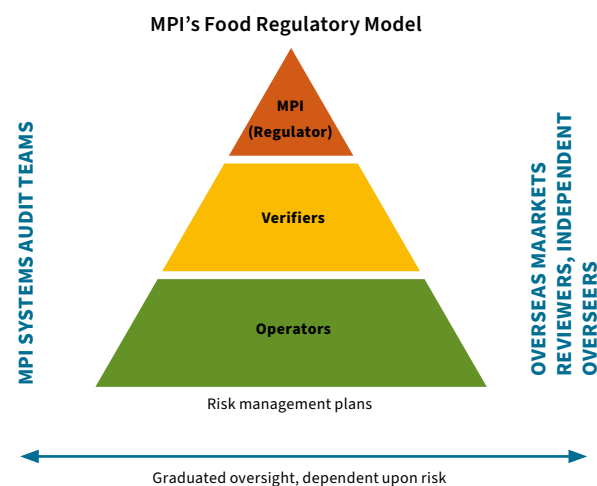 MPI’s Food Regulatory Model
MPI
(Regulator)
Verifiers
Operators
Risk management plans
Graduated oversight, dependent upon risk
MPI SYSTEMS AUDIT TEAMS
OVERSEAS MAARKETS
REVIEWERS, INDEPENDENT
OVERSEERS